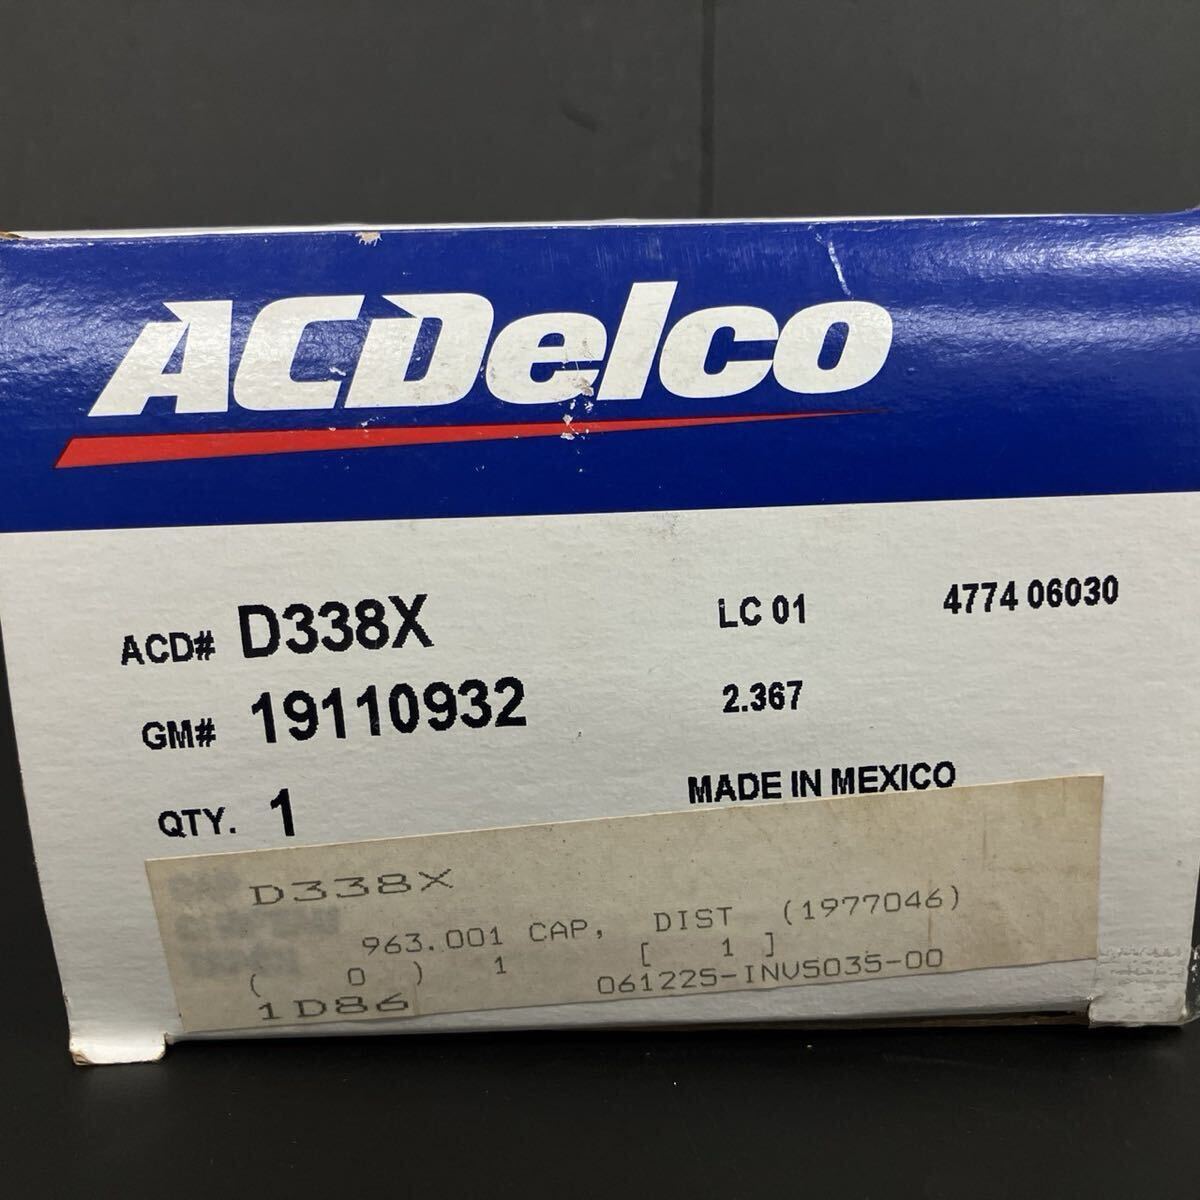 ACDelco
ACD# D338X LC 01 4774 06030
GM# 19110932 2.367
QTY. 1 MADE IN MEXICO
D338X
963.001 CAP, DIST (1977046)
( 0 ) 1 [ 1 ]
1D86 06122S-INV5035-00